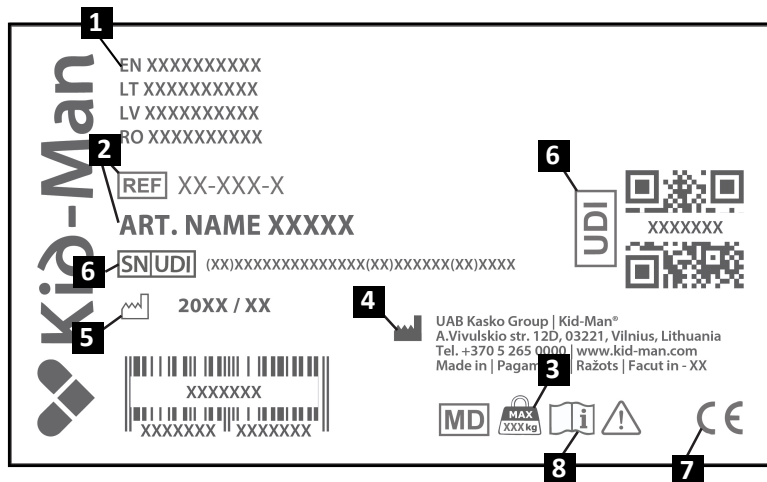 1
EN XXXXXXXXXX
LT XXXXXXXXXX
LV XXXXXXXXXX
RO XXXXXXXXXX
Kid-Man
2
REF XX-XXX-X
ART. NAME XXXXX
6
SN UDI (XX)XXXXXXXXXXXXXX(XX)XXXXXX(XX)XXXX
5
20XX / XX
XXXXXXX
XXXXXXX XXXXXXX
6
UDI
XXXXXXX
4
UAB Kasko Group | Kid-Man®
A.Vivulskio str. 12D, 03221, Vilnius, Lithuania
Tel. +370 5 265 0000 | www.kid-man.com
Made in | Ražots | Facut in - XX
3
MD
MAX
XXX kg
i
8
CE
7